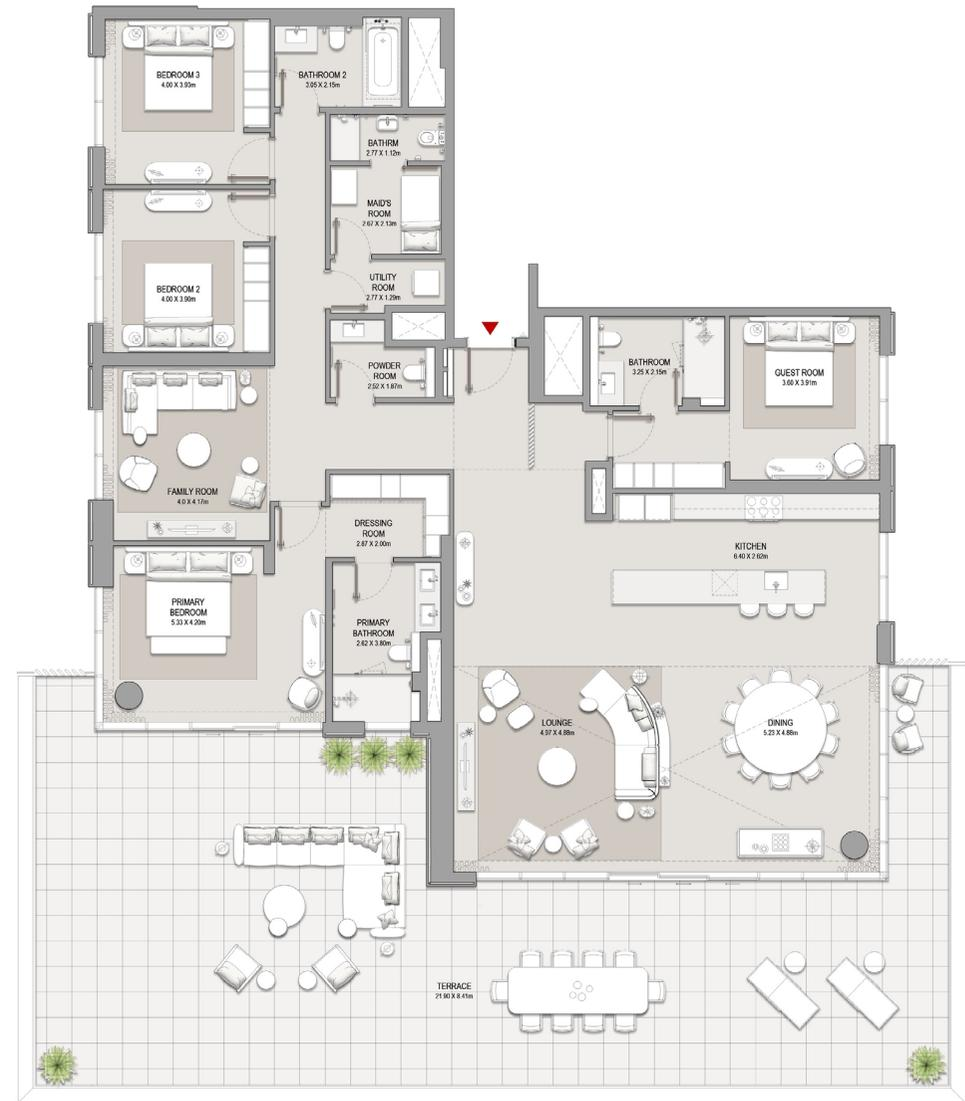 BEDROOM 3
4.00 X 3.93m
BATHROOM 2
3.05 X 2.15m
BATHRM
2.77 X 1.12m
MAID'S
ROOM
2.67 X 2.13m
BEDROOM 2
4.00 X 3.90m
UTILITY
ROOM
2.77 X 1.29m
POWDER
ROOM
2.52 X 1.87m
BATHROOM
3.25 X 2.15m
GUEST ROOM
3.60 X 3.91m
FAMILY ROOM
4.0 X 4.17m
DRESSING
ROOM
2.67 X 2.00m
KITCHEN
6.40 X 2.62m
PRIMARY
BEDROOM
5.33 X 4.20m
PRIMARY
BATHROOM
2.62 X 3.80m
LOUNGE
4.97 X 4.88m
DINING
5.23 X 4.88m
TERRACE
21.90 X 8.41m